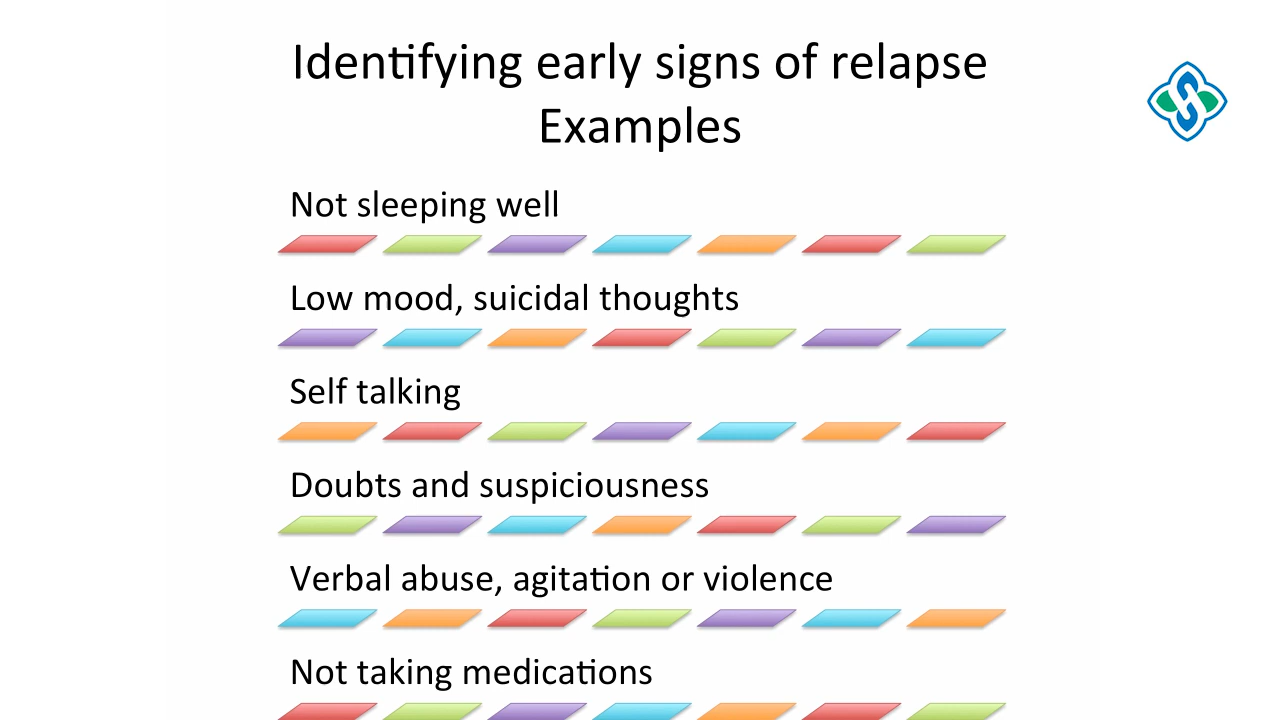 Identifying early signs of relapse
Examples
Not sleeping well
Low mood, suicidal thoughts
Self talking
Doubts and suspiciousness
Verbal abuse, agitation or violence
Not taking medications